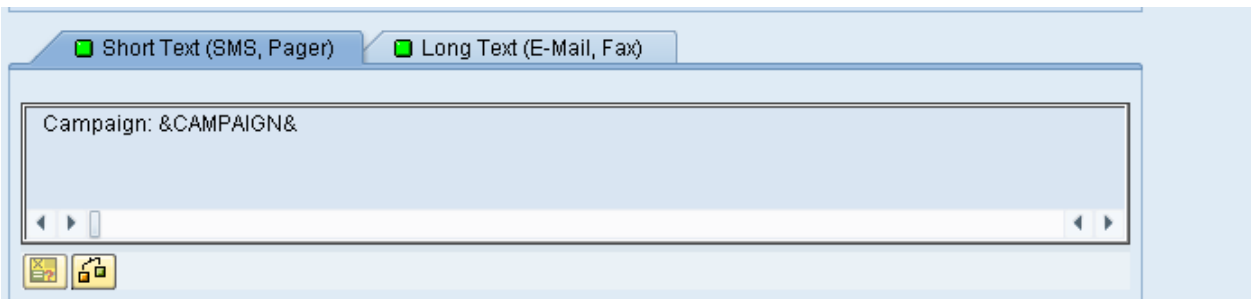 Short Text (SMS, Pager) Long Text (E-Mail, Fax)
Campaign: &CAMPAIGN&